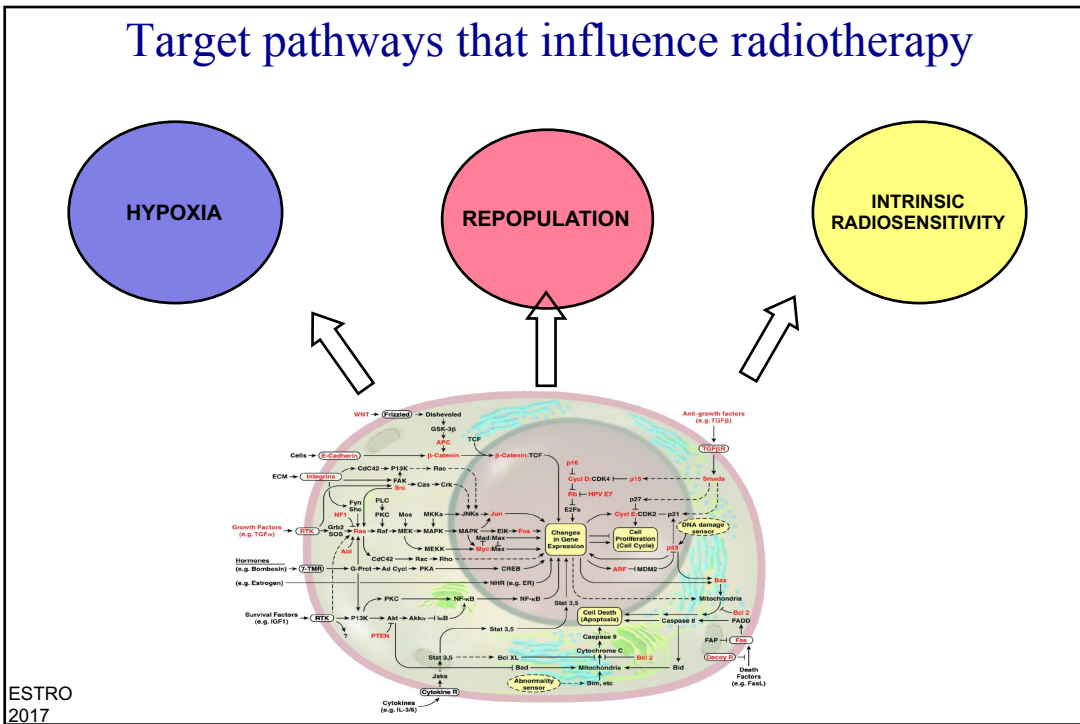 Target pathways that influence radiotherapy
HYPOXIA
REPOPULATION
INTRINSIC
RADIOSENSITIVITY
WNT
Frizzled
Disheveled
GSK-3β
APC
TCF
Cells
E-Cadherin
β-Catenin
β-Catenin:TCF
ECM
Integrins
CdC42
P13K
Rac
FAK
Src
Cas
Crk
Fyn
Shc
PLC
NF1
PKC
Mos
MKKs
JNKs
Jun
Growth Factors
(e.g. TGFα)
RTK
Grb2
SOS
Ras
Raf
MEK
MAPK
MAPK
ElK
Fos
Mad:Max
Abl
MEKK
Myc:Max
CdC42
Rac
Rho
Hormones
(e.g. Bombesin)
7-TMR
G-Prot
Ad Cycl
PKA
CREB
(e.g. Estrogen)
NHR (e.g. ER)
PKC
NF-κB
NF-κB
Survival Factors
(e.g. IGF1)
RTK
P13K
Akt
Akkα
IκB
?
PTEN
Stat 3,5
Stat 3,5
Stat 3,5
Bcl XL
Jaks
Cytokine R
Cytokines
(e.g. IL-3/6)
Bad
Abnormality
sensor
Bim, etc
Mitochondria
Cytochrome C
Caspase 9
Cell Death
(Apoptosis)
Bcl 2
Bid
Anti-growth factors
(e.g. TGFβ)
TGFβR
Smads
p16
Cycl D:CDK4
p15
Rb
HPV E7
E2Fs
p27
Cycl E:CDK2
p21
Changes
in Gene
Expression
Cell
Proliferation
(Cell Cycle)
DNA damage
sensor
p53
ARF
MDM2
Bax
Mitochondria
Bcl 2
Caspase 8
FADD
FAP
Fas
Decoy R
Death
Factors
(e.g. FasL)
ESTRO
2017